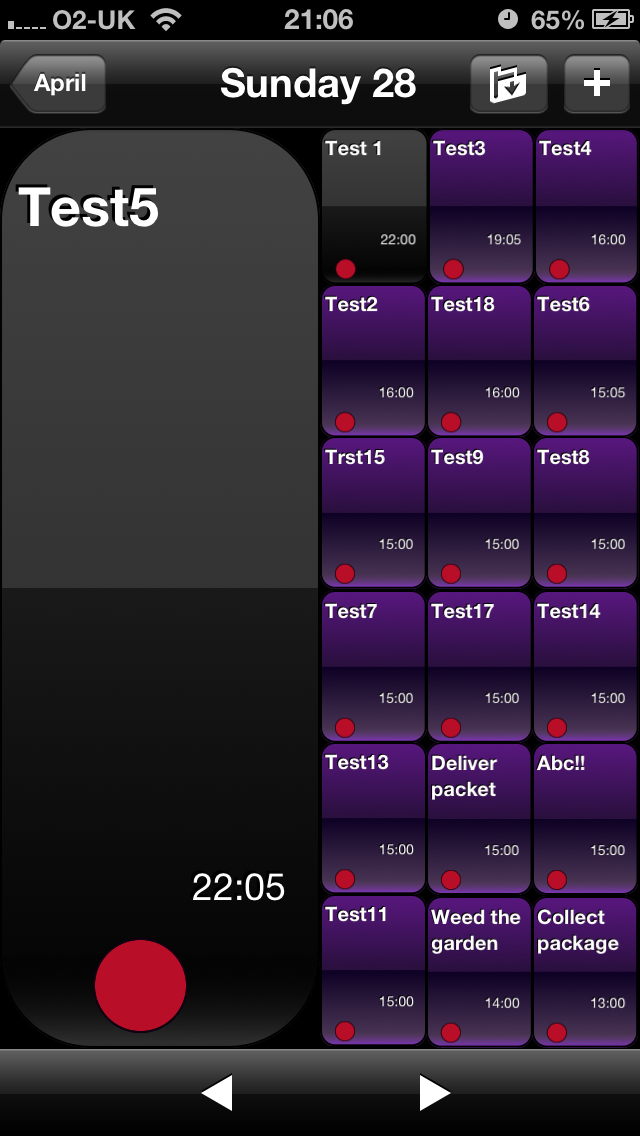 O2-UK 21:06 65%
April Sunday 28
Test5
22:05
Test 1
22:00
Test3
19:05
Test4
16:00
Test2
16:00
Test18
16:00
Test6
15:05
Trst15
15:00
Test9
15:00
Test8
15:00
Test7
15:00
Test17
15:00
Test14
15:00
Test13
15:00
Deliver
packet
15:00
Abc!!
15:00
Test11
15:00
Weed the
garden
14:00
Collect
package
13:00